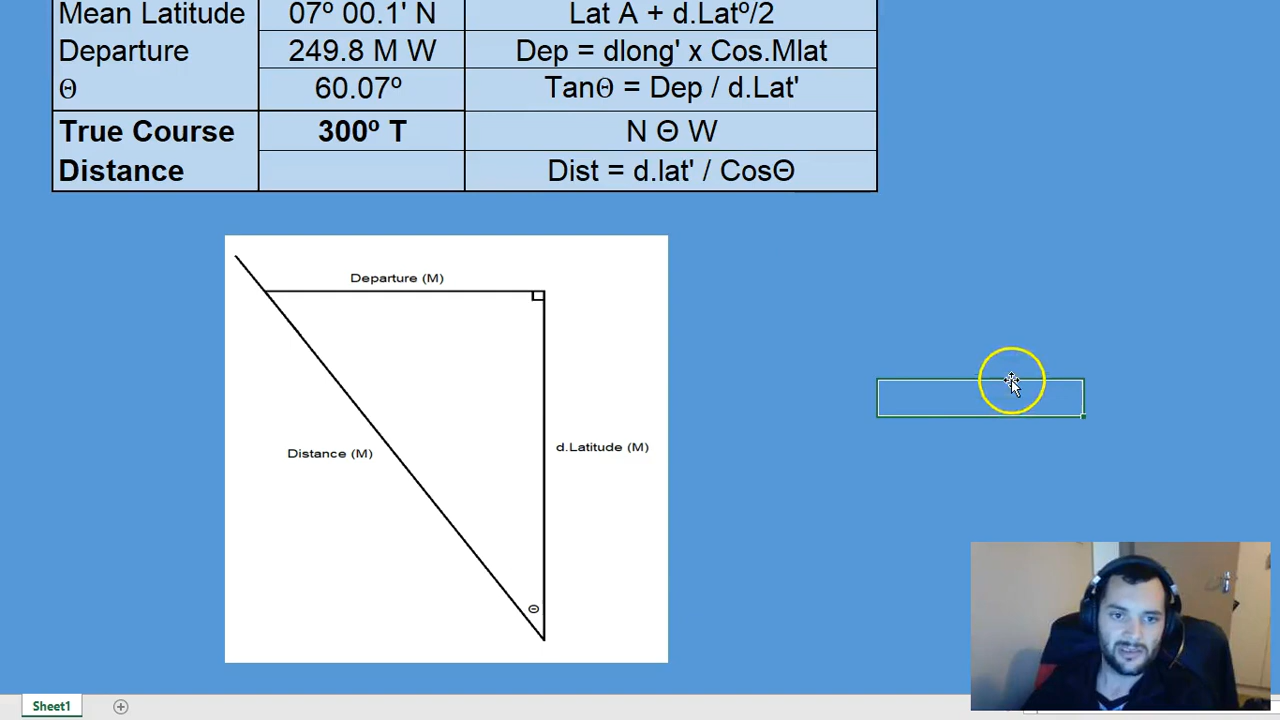 Mean Latitude 07º 00.1' N Lat A + d.Latº/2
Departure 249.8 M W Dep = dlong' x Cos.Mlat
Θ 60.07º TanΘ = Dep / d.Lat'
True Course 300º T N Θ W
Distance Dist = d.lat' / CosΘ
Departure (M)
d.Latitude (M)
Distance (M)
Θ
Sheet1